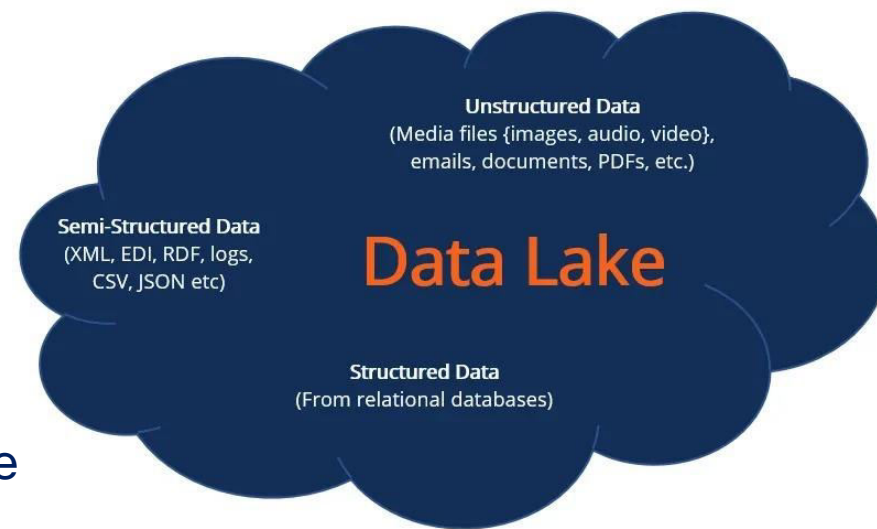 Unstructured Data
(Media files {images, audio, video},
emails, documents, PDFs, etc.)
Semi-Structured Data
(XML, EDI, RDF, logs,
CSV, JSON etc)
Data Lake
Structured Data
(From relational databases)
e